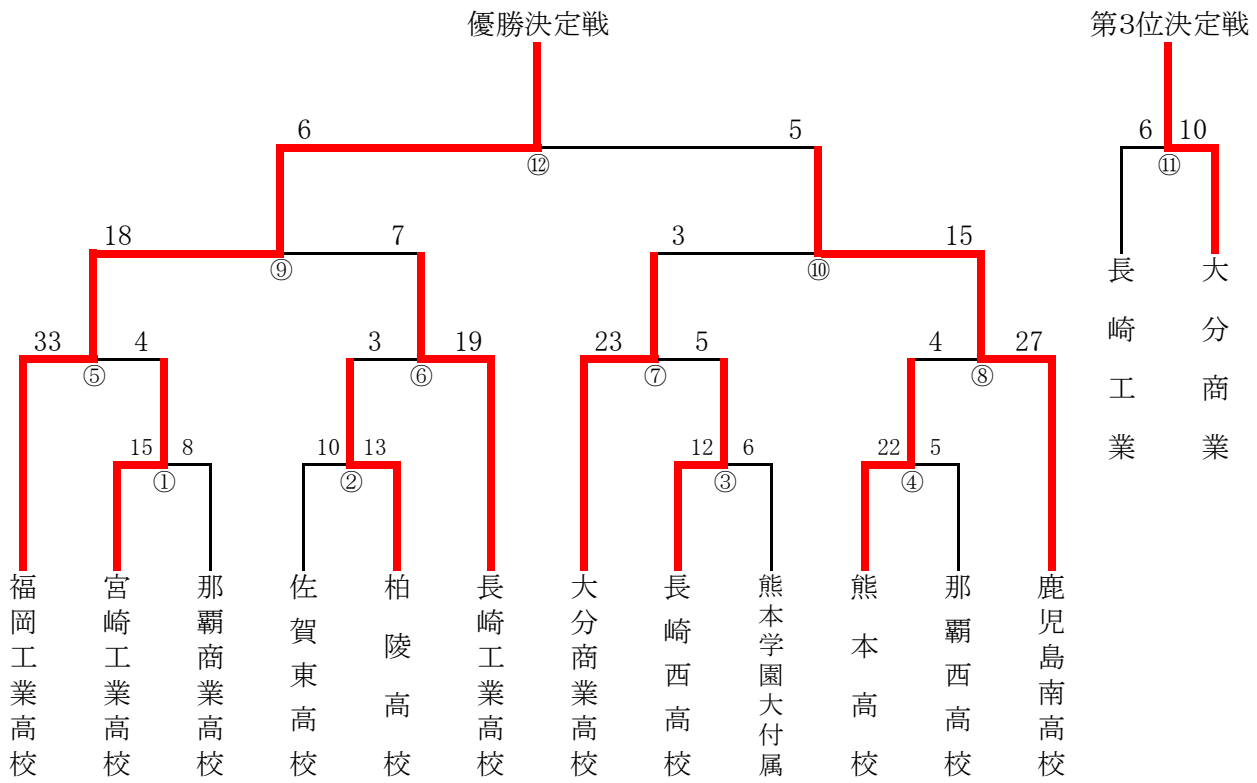 優勝決定戦
第3位決定戦
6
5
6
10
⑫
⑪
18
7
3
15
⑨
⑩
33
4
3
19
23
5
4
27
⑤
⑥
⑦
⑧
15
8
10
13
12
6
22
5
①
②
③
④
福岡工業高校
宮崎工業高校
那覇商業高校
佐賀東高校
柏陵高校
長崎工業高校
大分商業高校
長崎西高校
熊本学園大付属
熊本高校
那覇西高校
鹿児島南高校
長崎工業
大分商業